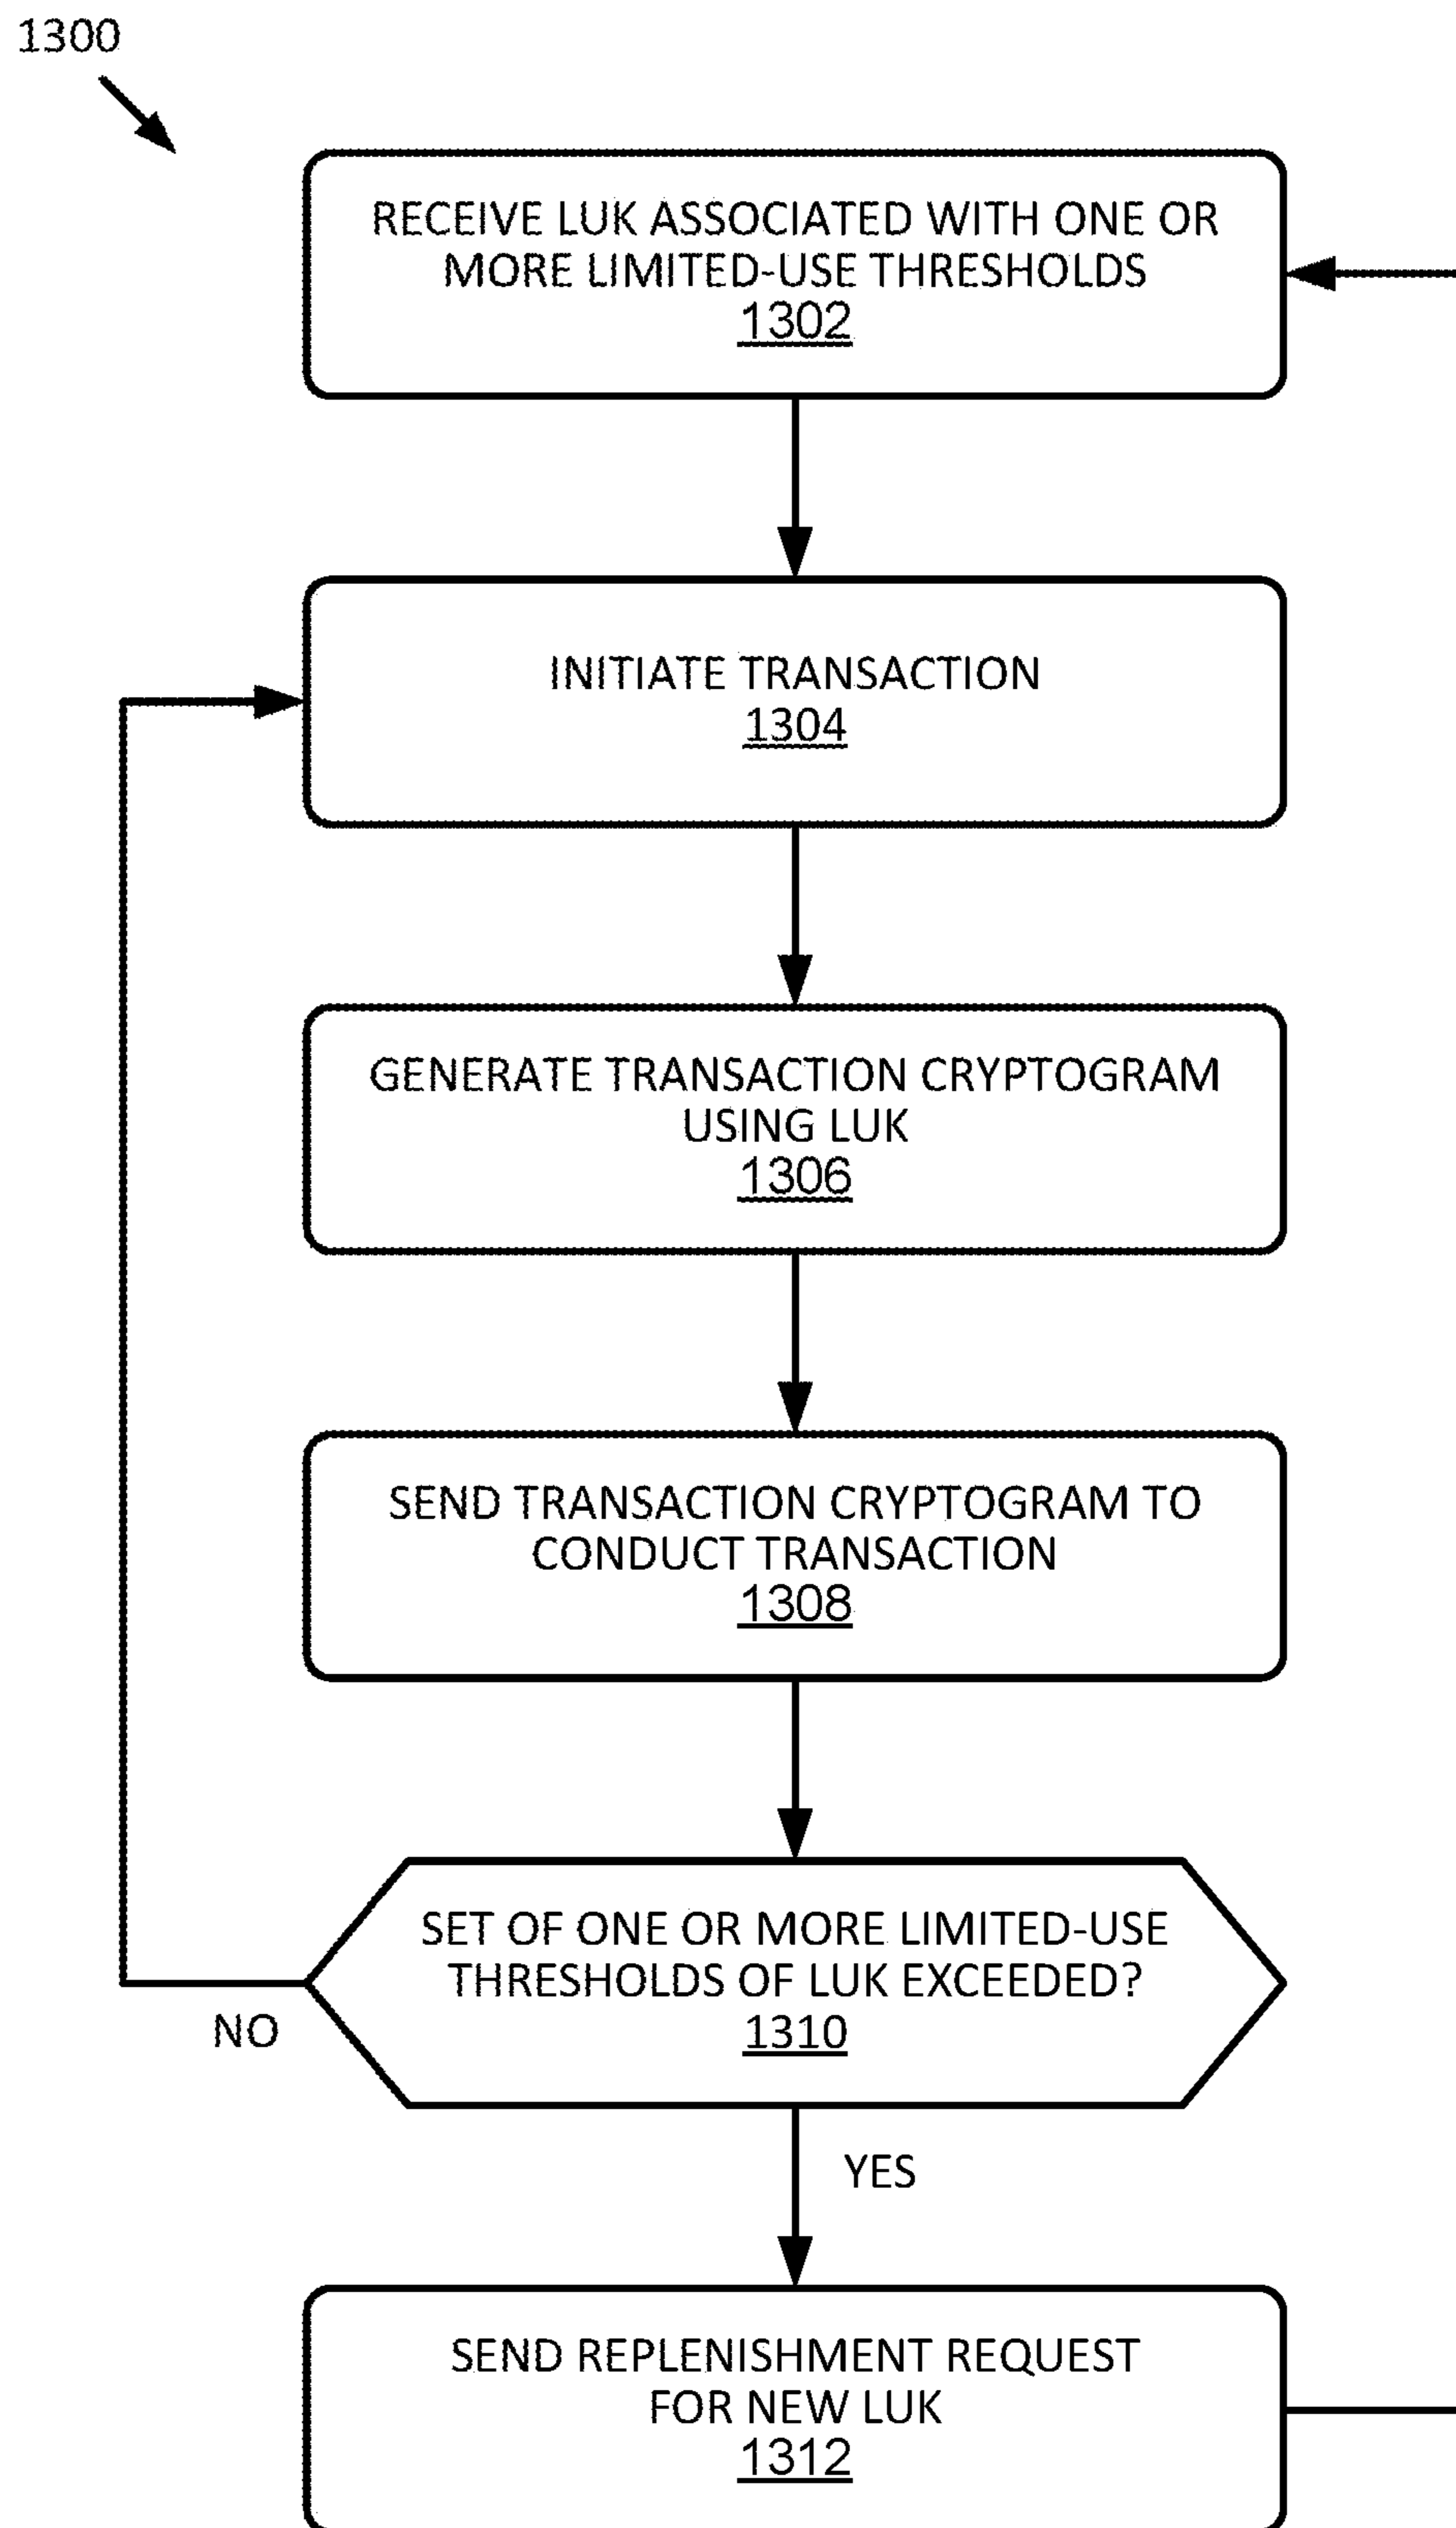 1300
RECEIVE LUK ASSOCIATED WITH ONE OR
MORE LIMITED-USE THRESHOLDS
1302
INITIATE TRANSACTION
1304
GENERATE TRANSACTION CRYPTOGRAM
USING LUK
1306
SEND TRANSACTION CRYPTOGRAM TO
CONDUCT TRANSACTION
1308
SET OF ONE OR MORE LIMITED-USE
THRESHOLDS OF LUK EXCEEDED?
1310
NO
YES
SEND REPLENISHMENT REQUEST
FOR NEW LUK
1312